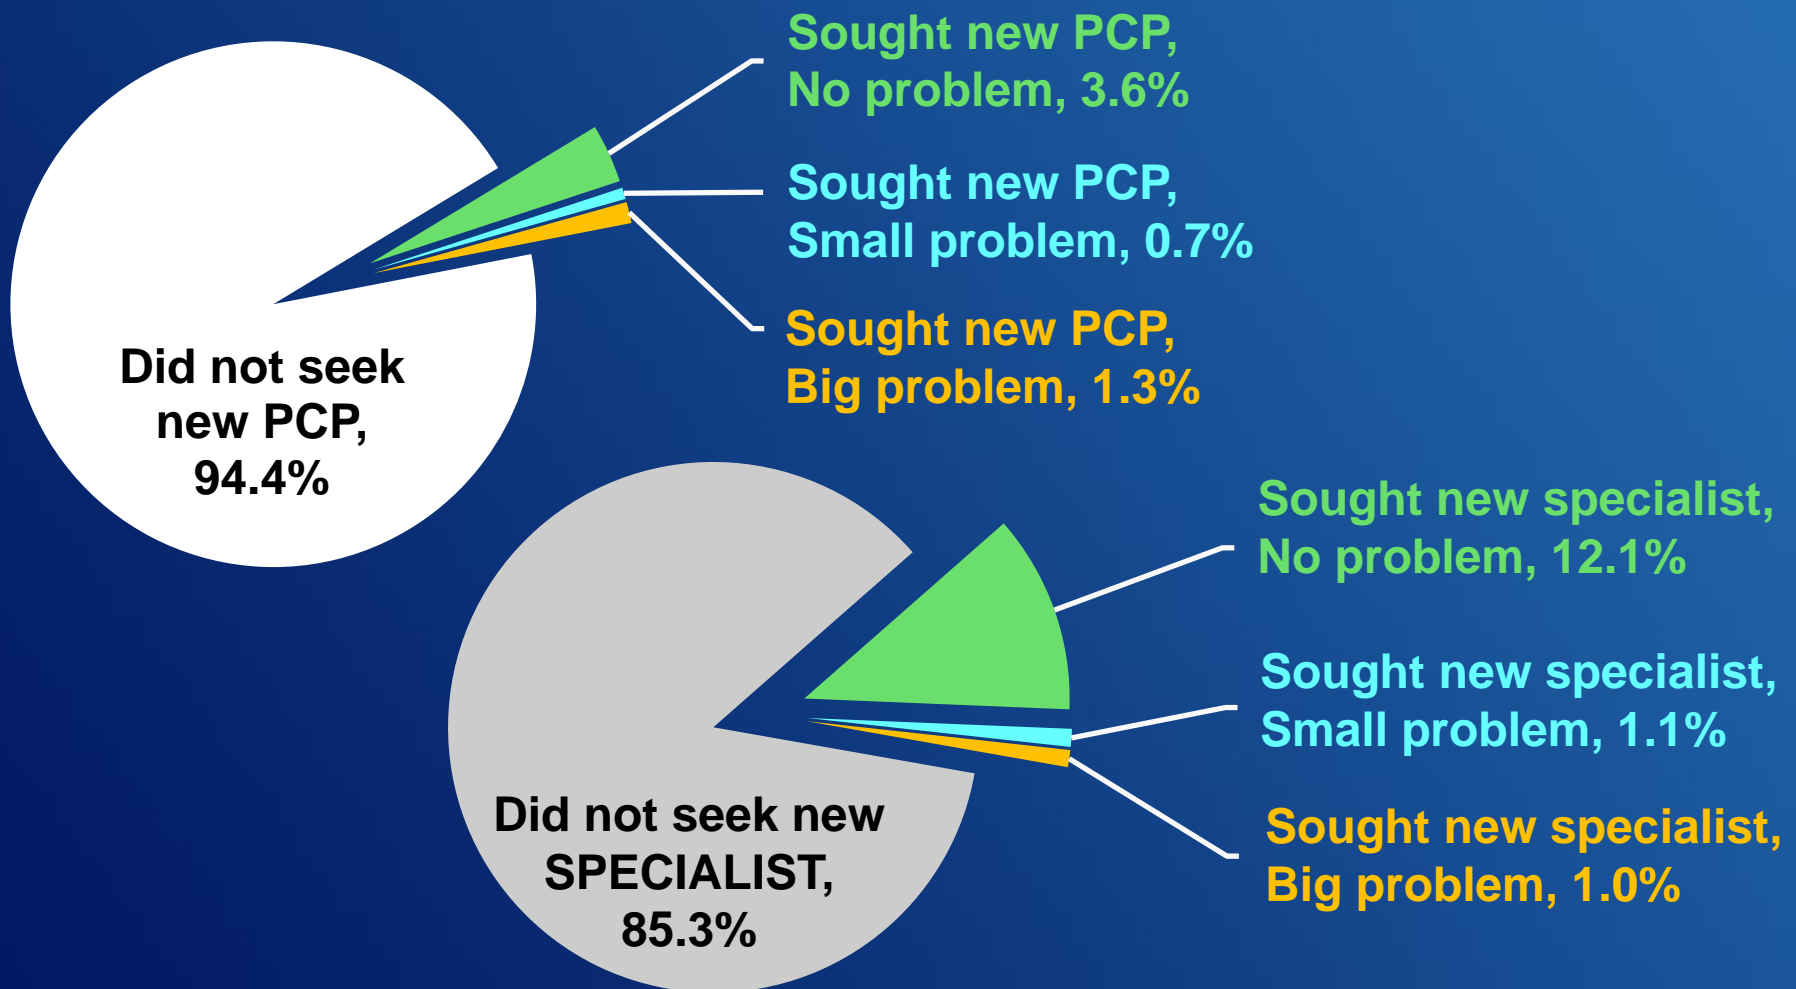 Sought new PCP,
No problem, 3.6%
Sought new PCP,
Small problem, 0.7%
Sought new PCP,
Big problem, 1.3%
Did not seek
new PCP,
94.4%
Sought new specialist,
No problem, 12.1%
Sought new specialist,
Small problem, 1.1%
Sought new specialist,
Big problem, 1.0%
Did not seek new
SPECIALIST,
85.3%